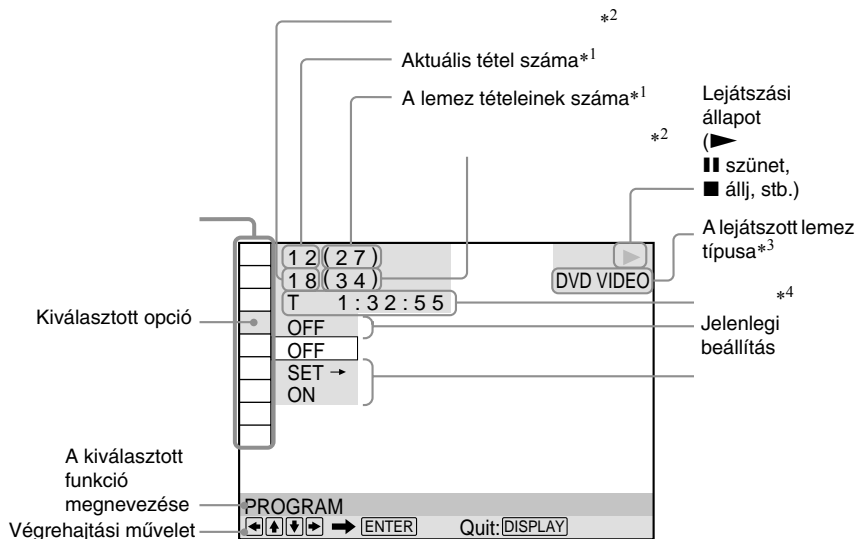 *2
Aktuális tétel száma*1
A lemez tételeinek száma*1
*2
Lejátszási
állapot
(▶
❚❚ szünet,
■ állj, stb.)
A lejátszott lemez
típusa*3
*4
Jelenlegi
beállítás
Kiválasztott opció
A kiválasztott
funkció
megnevezése
Végrehajtási művelet
12(27)
18(34)
T 1:32:55
▶
DVD VIDEO
OFF
OFF
SET →
ON
PROGRAM
←↑↓→ ➡ ENTER Quit: DISPLAY